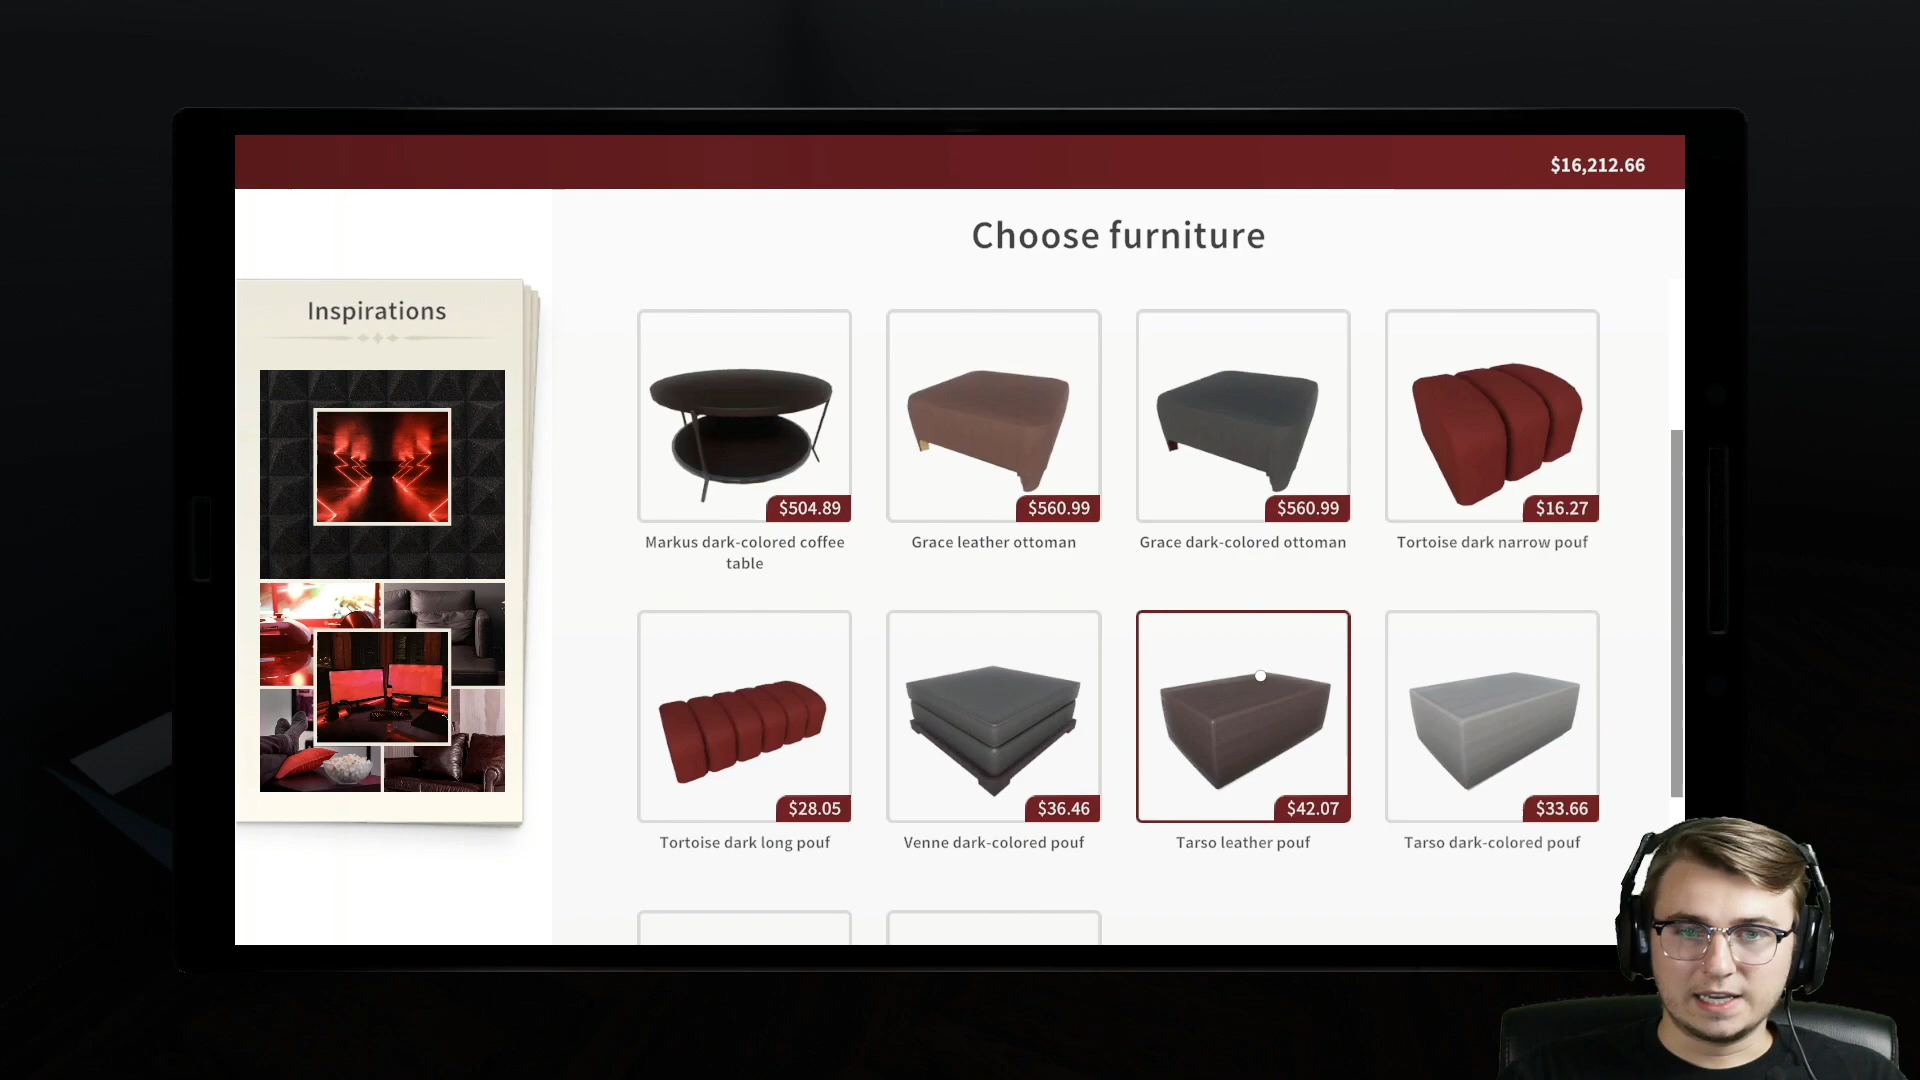 $16,212.66
Choose furniture
Inspirations
$504.89
$560.99
$560.99
$16.27
Markus dark-colored coffee
table
Grace leather ottoman
Grace dark-colored ottoman
Tortoise dark narrow pouf
$28.05
$36.46
$42.07
$33.66
Tortoise dark long pouf
Venne dark-colored pouf
Tarso leather pouf
Tarso dark-colored pouf